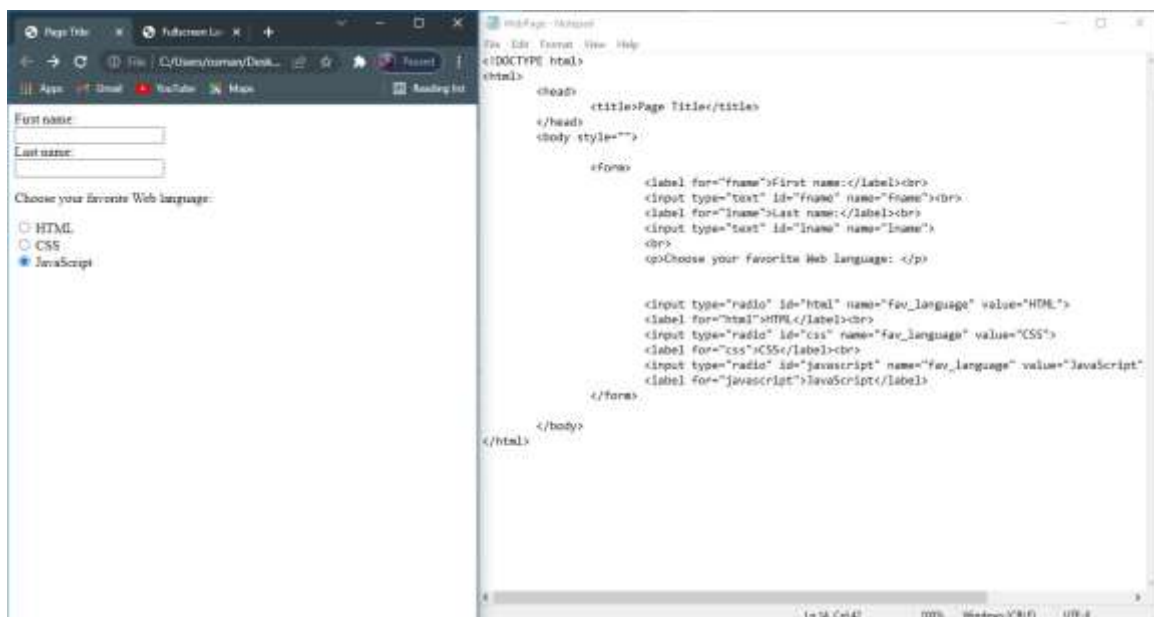 Page Title
Fullscreen Lo
File C:/Users/osman/Desk...
Apps Gmail YouTube Maps Reading list
First name:
Last name:
Choose your favorite Web language:
HTML
CSS
JavaScript
WebPage - Notepad
File Edit Format View Help
<!DOCTYPE html>
<html>
<head>
<title>Page Title</title>
</head>
<body style="">
<form>
<label for="fname">First name:</label><br>
<input type="text" id="fname" name="fname"><br>
<label for="lname">Last name:</label><br>
<input type="text" id="lname" name="lname">
<br>
<p>Choose your favorite Web language: </p>
<input type="radio" id="html" name="fav_language" value="HTML">
<label for="html">HTML</label><br>
<input type="radio" id="css" name="fav_language" value="CSS">
<label for="css">CSS</label><br>
<input type="radio" id="javascript" name="fav_language" value="JavaScript"
<label for="javascript">JavaScript</label>
</form>
</body>
</html>
100% Windows (CRLF) UTF-8